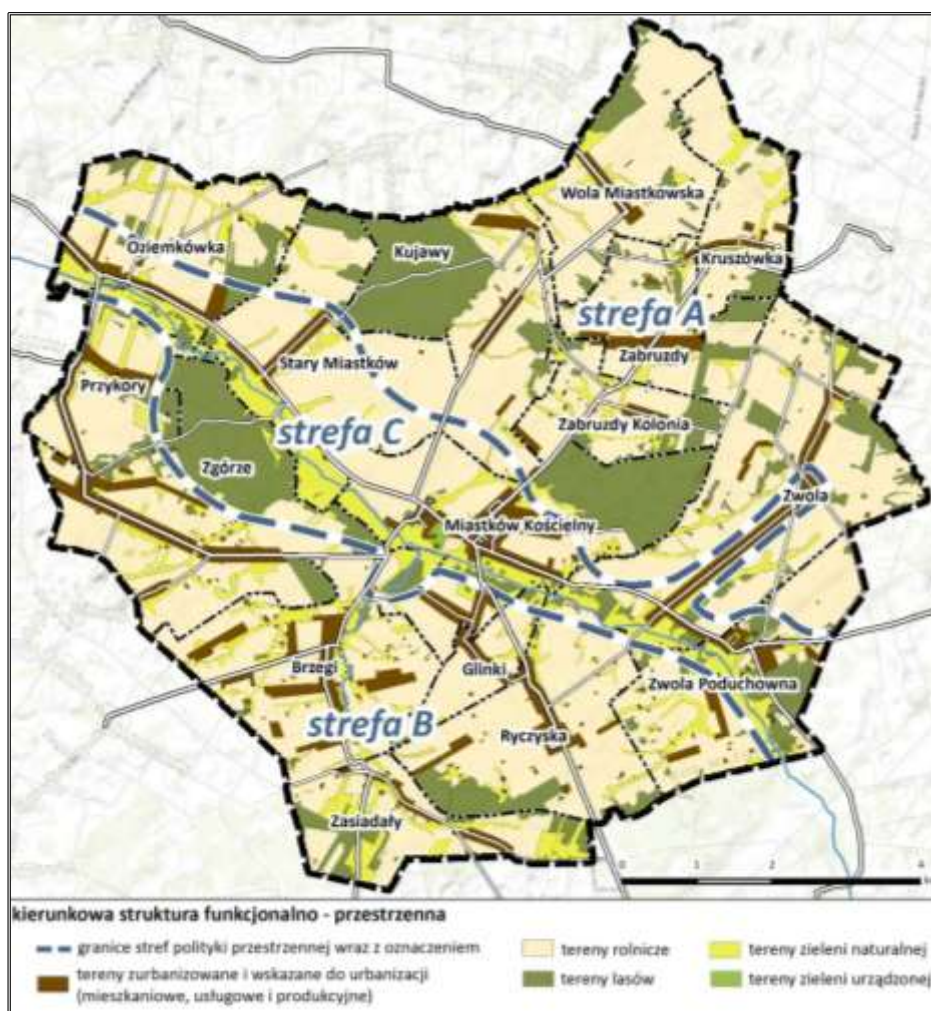 Wola Miastkowska
Oziemkówka
Kujawy
Kruszówka
strefa A
Zabruzdy
Stary Miastków
Przykory
Zabruzdy Kolonia
strefa C
Zgórze
Zwola
Miastków Kościelny
Brzegi
Glinki
Zwola Poduchowna
strefa B
Ryczyska
Zasiadały
0 1 2 4
kierunkowa struktura funkcjonalno - przestrzenna
granice stref polityki przestrzennej wraz z oznaczeniem
tereny zurbanizowane i wskazane do urbanizacji
(mieszkaniowe, usługowe i produkcyjne)
tereny rolnicze
tereny lasów
tereny zieleni naturalnej
tereny zieleni urządzonej